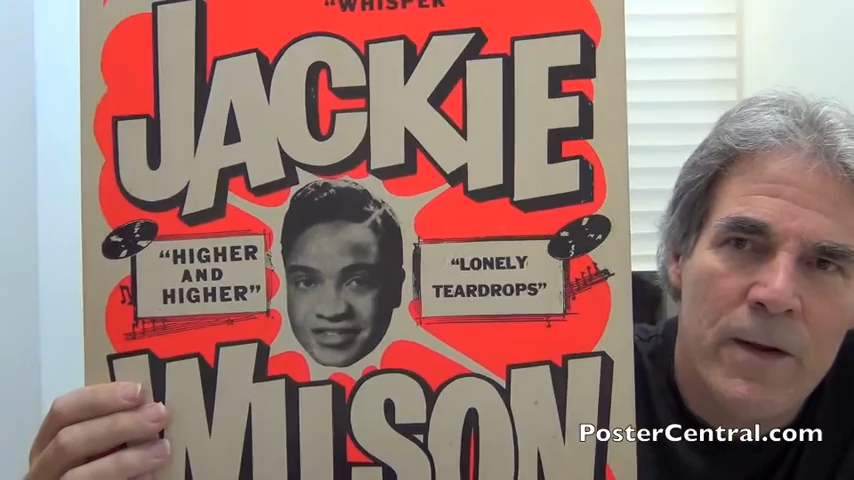 "WHISPER
JACKIE
"HIGHER
AND
HIGHER"
"LONELY
TEARDROPS"
WILSON
PosterCentral.com